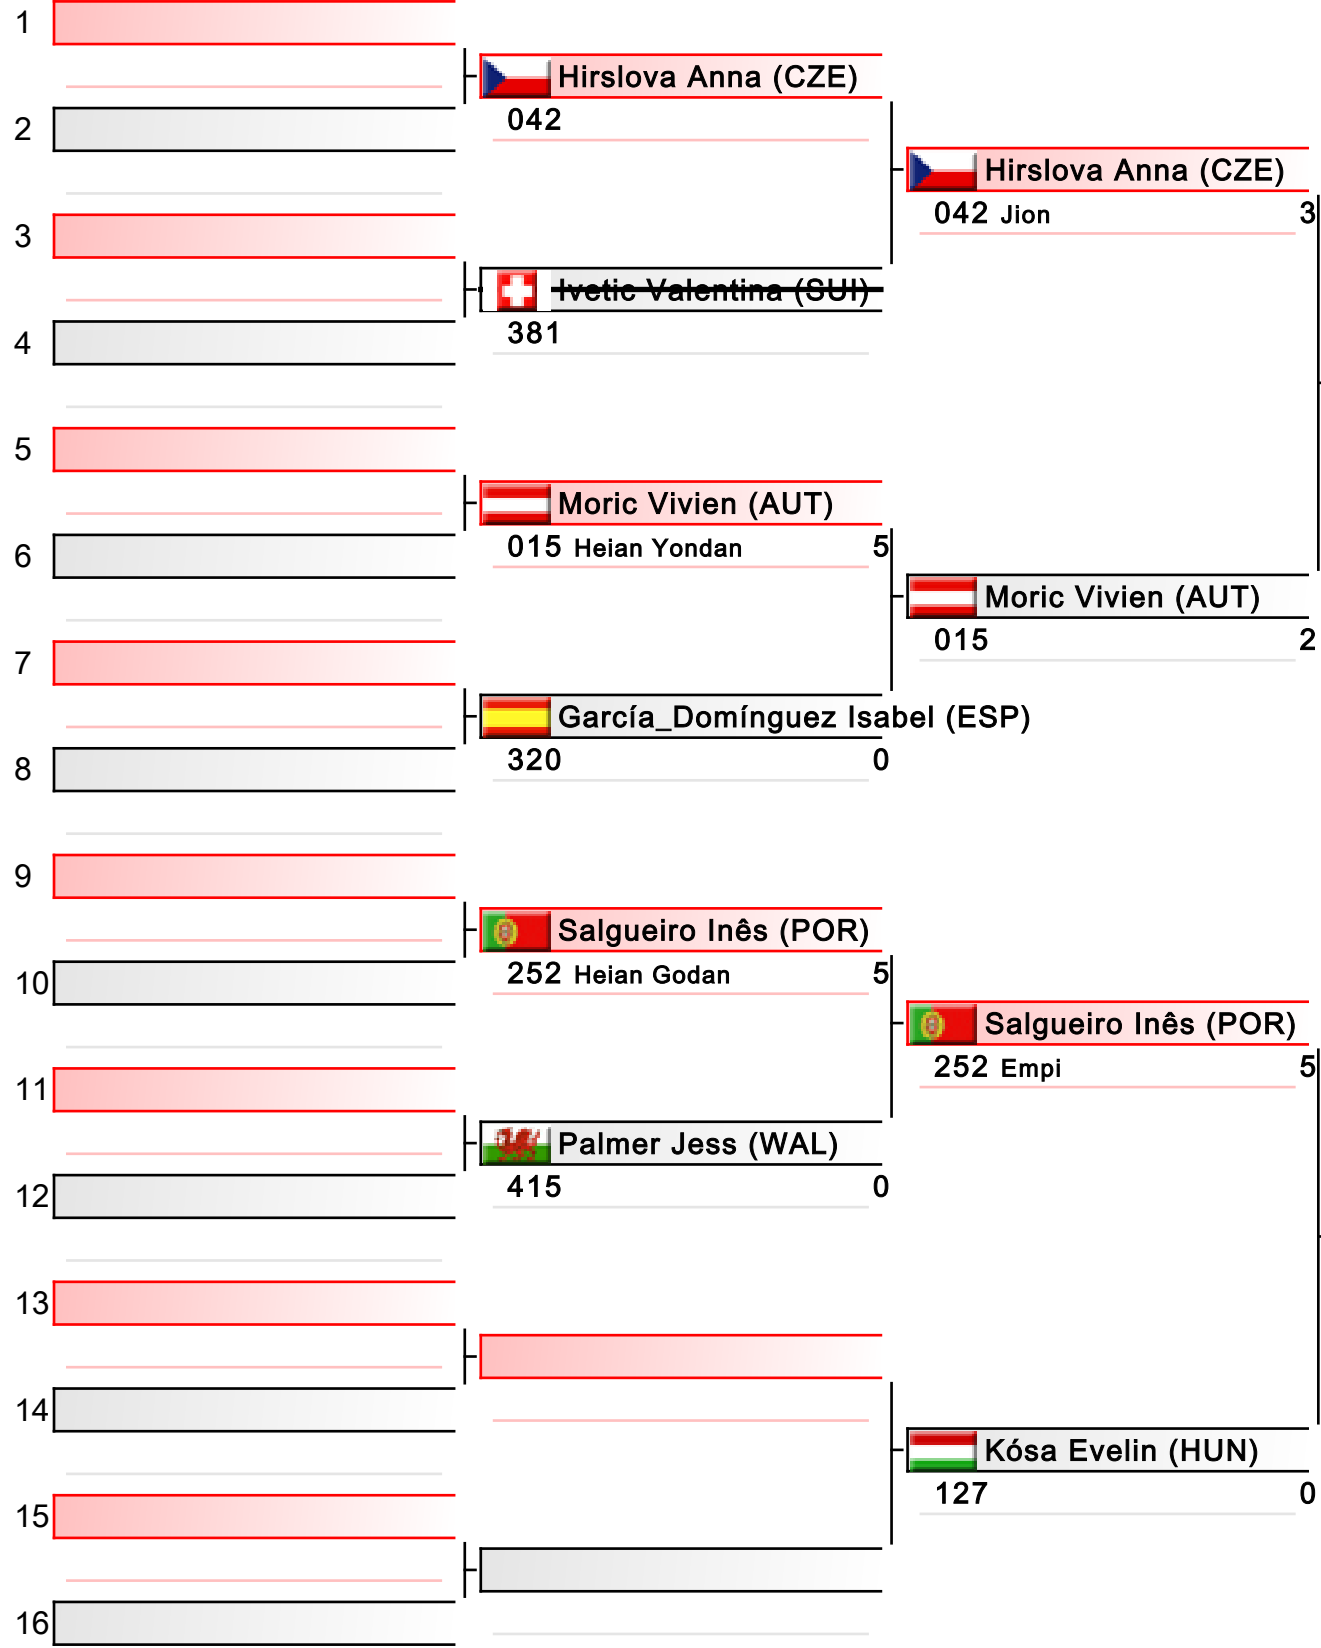 1
Hirslova Anna (CZE)
042
2
Hirslova Anna (CZE)
042 Jion 3
3
Ivetic Valentina (SUI)
381
4
5
Moric Vivien (AUT)
015 Heian Yondan 5
6
Moric Vivien (AUT)
015 2
7
García_Domínguez Isabel (ESP)
320 0
8
9
Salgueiro Inês (POR)
252 Heian Godan 5
10
Salgueiro Inês (POR)
252 Empi 5
11
Palmer Jess (WAL)
415 0
12
13
14
Kósa Evelin (HUN)
127 0
15
16